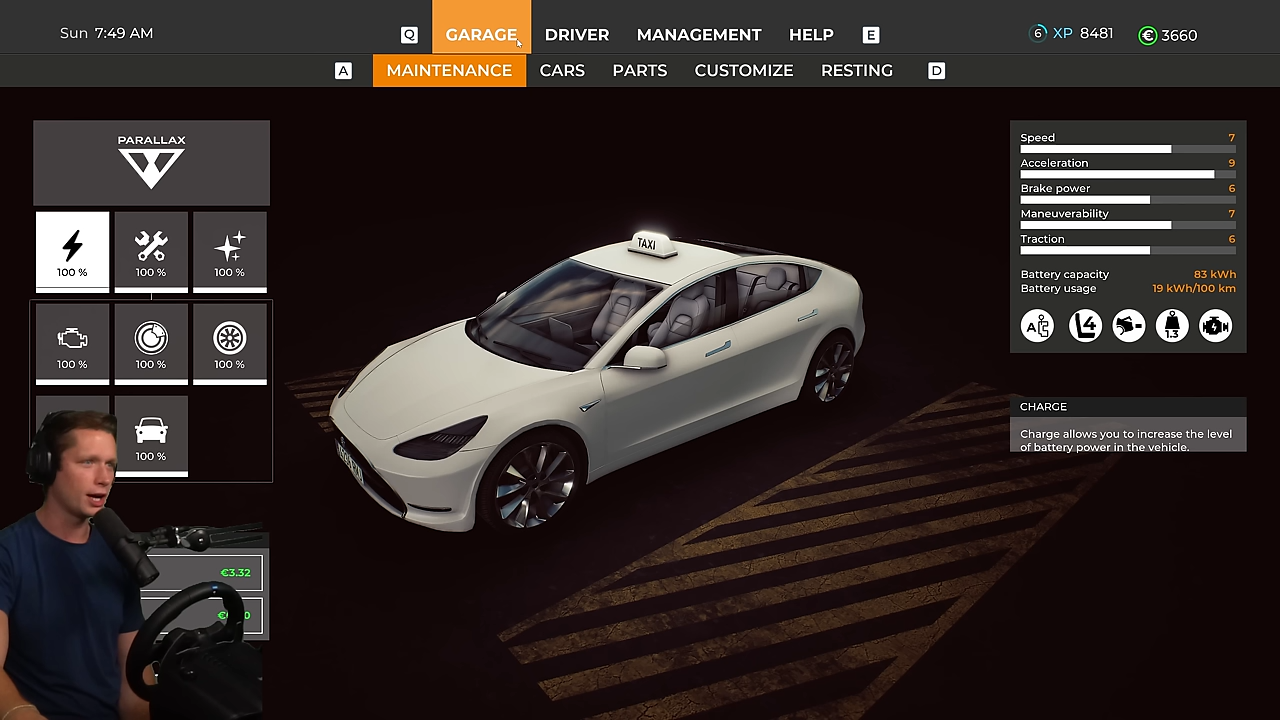 Sun 7:49 AM
Q GARAGE DRIVER MANAGEMENT HELP E
6 XP 8481 € 3660
A MAINTENANCE CARS PARTS CUSTOMIZE RESTING D
PARALLAX
100 % 100 % 100 %
100 % 100 % 100 %
100 %
€3.32
TAXI
Speed 7
Acceleration 9
Brake power 6
Maneuverability 7
Traction 6
Battery capacity 83 kWh
Battery usage 19 kWh/100 km
A L4 1.3
CHARGE
Charge allows you to increase the level
of battery power in the vehicle.